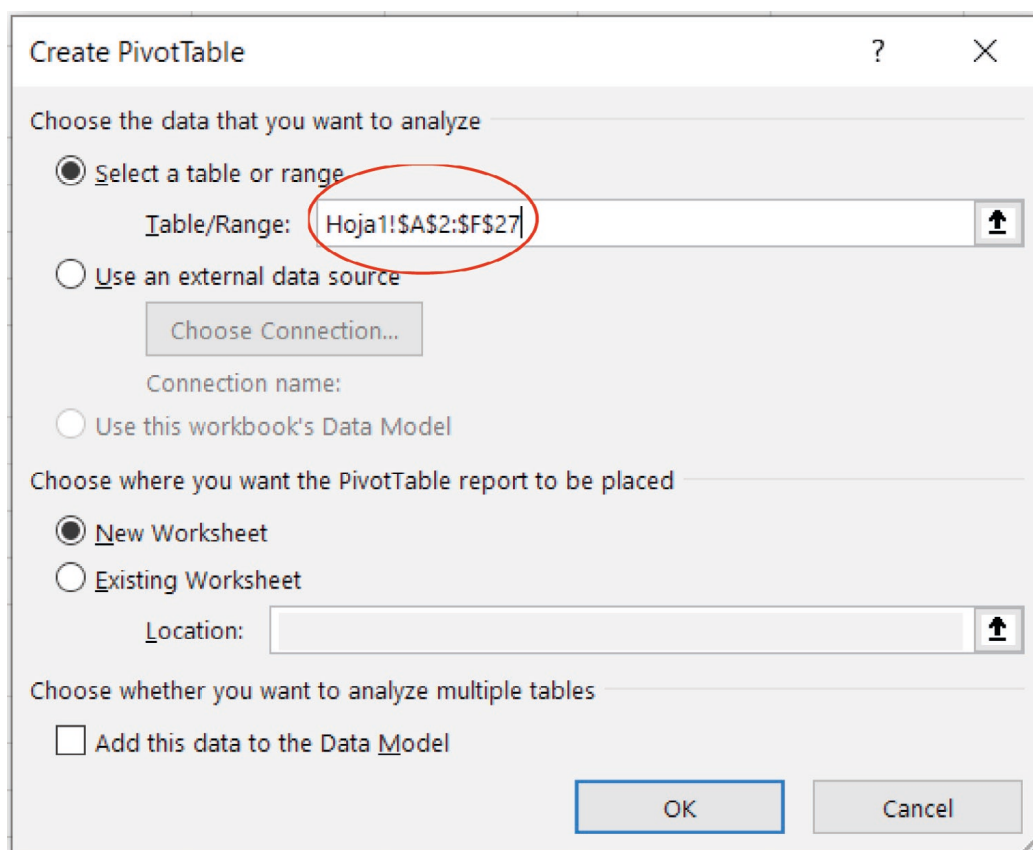 Create PivotTable ?
Choose the data that you want to analyze
Select a table or range
Table/Range: Hoja1!$A$2:$F$27
Use an external data source
Choose Connection...
Connection name:
Use this workbook's Data Model
Choose where you want the PivotTable report to be placed
New Worksheet
Existing Worksheet
Location:
Choose whether you want to analyze multiple tables
Add this data to the Data Model
OK Cancel